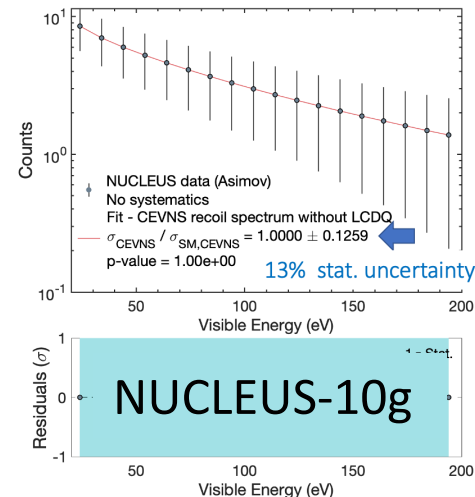 10¹
10⁰
10⁻¹
Counts
NUCLEUS data (Asimov)
No systematics
Fit - CEVNS recoil spectrum without LCDQ
σCEVNS / σSM,CEVNS = 1.0000 ± 0.1259
p-value = 1.00e+00
13% stat. uncertainty
50 100 150 200
Visible Energy (eV)
1
0
-1
Residuals (σ)
Stat.
NUCLEUS-10g
50 100 150 200
Visible Energy (eV)